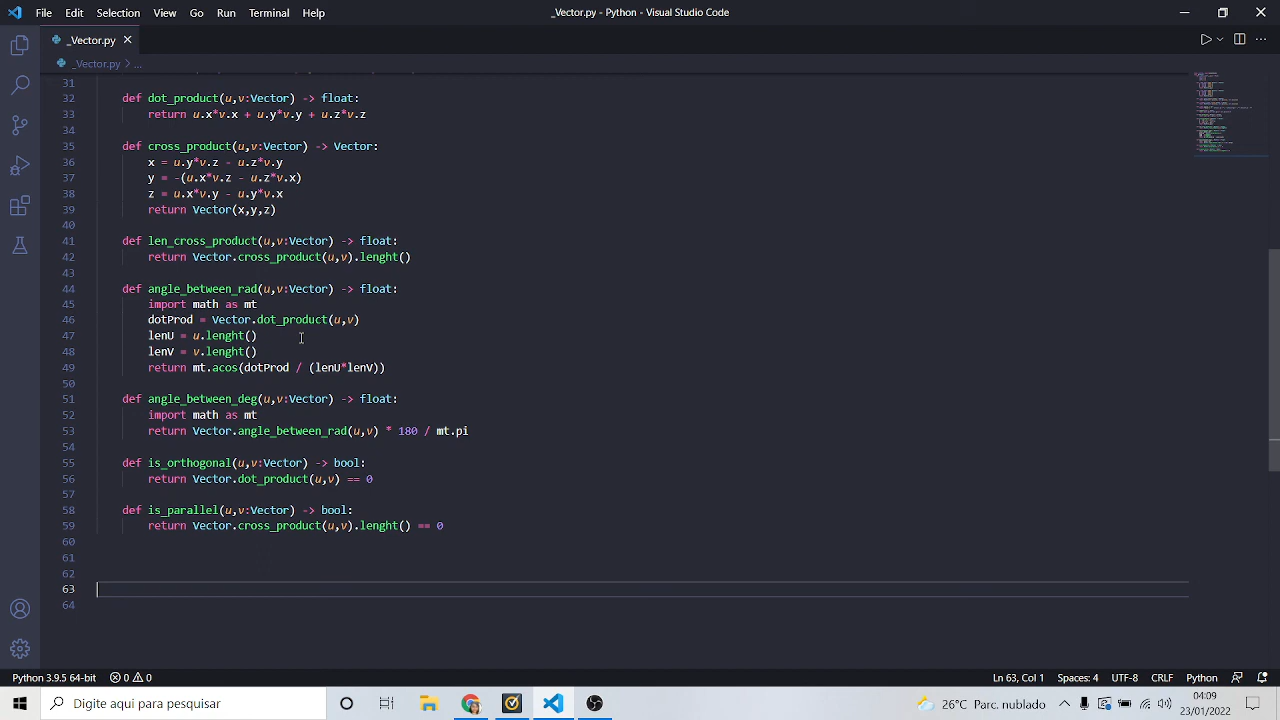 File Edit Selection View Go Run Terminal Help
_Vector.py - Python - Visual Studio Code
_Vector.py
_Vector.py > ...
31
32 def dot_product(u,v:Vector) -> float:
33 return u.x*v.x + u.y*v.y + u.z*v.z
34
35 def cross_product(u,v:Vector) -> Vector:
36 x = u.y*v.z - u.z*v.y
37 y = -(u.x*v.z - u.z*v.x)
38 z = u.x*v.y - u.y*v.x
39 return Vector(x,y,z)
40
41 def len_cross_product(u,v:Vector) -> float:
42 return Vector.cross_product(u,v).lenght()
43
44 def angle_between_rad(u,v:Vector) -> float:
45 import math as mt
46 dotProd = Vector.dot_product(u,v)
47 lenU = u.lenght()
48 lenV = v.lenght()
49 return mt.acos(dotProd / (lenU*lenV))
50
51 def angle_between_deg(u,v:Vector) -> float:
52 import math as mt
53 return Vector.angle_between_rad(u,v) * 180 / mt.pi
54
55 def is_orthogonal(u,v:Vector) -> bool:
56 return Vector.dot_product(u,v) == 0
57
58 def is_parallel(u,v:Vector) -> bool:
59 return Vector.cross_product(u,v).lenght() == 0
60
61
62
63
64
Python 3.9.5 64-bit 0 0 Ln 63, Col 1 Spaces: 4 UTF-8 CRLF Python
Digite aqui para pesquisar
26°C Parc. nublado
04:09
23/01/2022